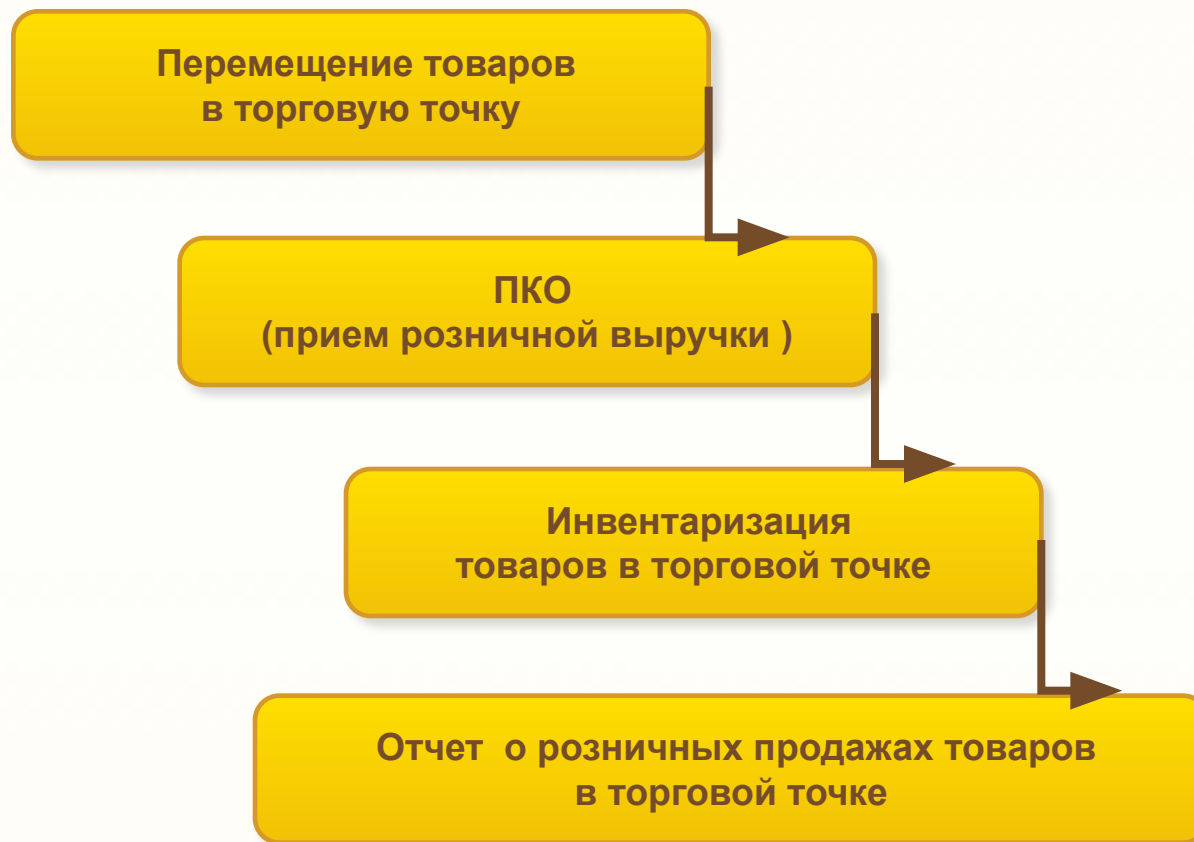 Перемещение товаров
в торговую точку
ПКО
(прием розничной выручки )
Инвентаризация
товаров в торговой точке
Отчет  о розничных продажах товаров
в торговой точке